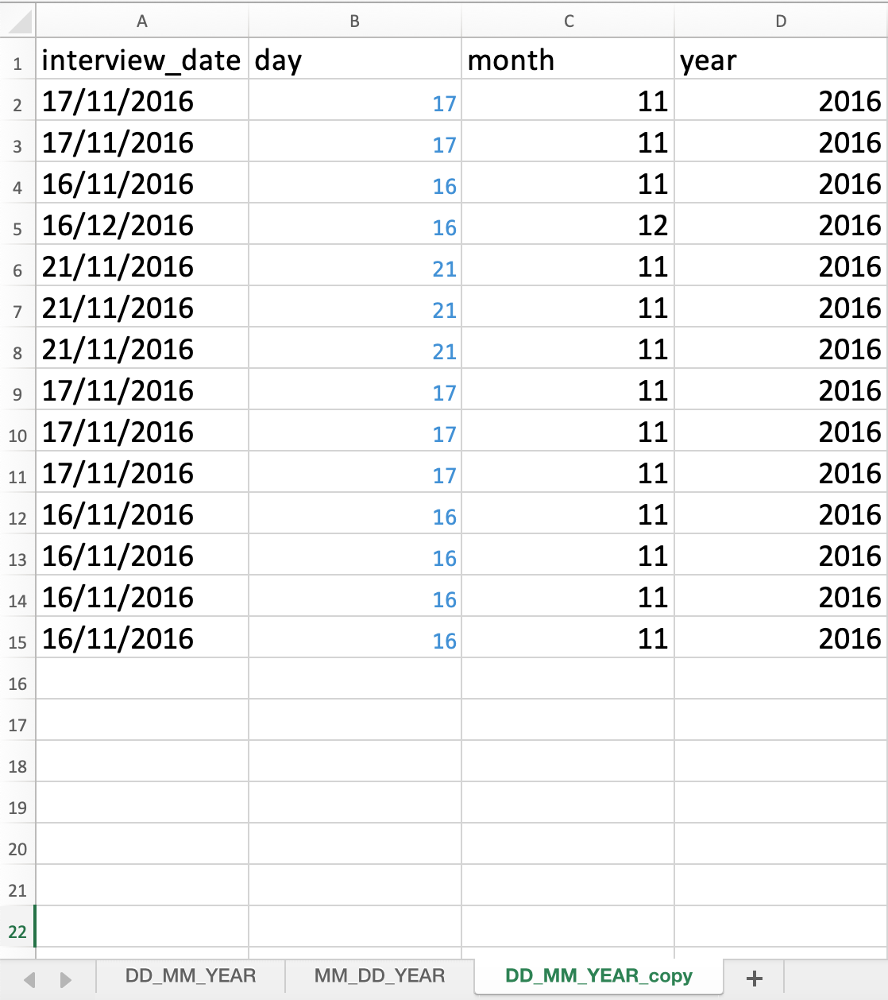 A B C D
1 interview_date day month year
2 17/11/2016 17 11 2016
3 17/11/2016 17 11 2016
4 16/11/2016 16 11 2016
5 16/12/2016 16 12 2016
6 21/11/2016 21 11 2016
7 21/11/2016 21 11 2016
8 21/11/2016 21 11 2016
9 17/11/2016 17 11 2016
10 17/11/2016 17 11 2016
11 17/11/2016 17 11 2016
12 16/11/2016 16 11 2016
13 16/11/2016 16 11 2016
14 16/11/2016 16 11 2016
15 16/11/2016 16 11 2016
16
17
18
19
20
21
22
DD_MM_YEAR MM_DD_YEAR DD_MM_YEAR_copy +